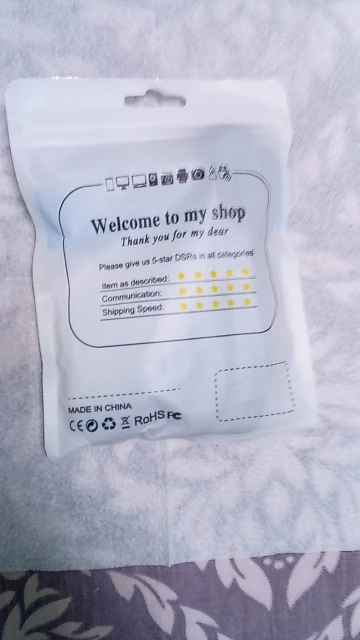 Welcome to my shop
Thank you for my dear
Please give us 5-star DSRs in all categories
Item as described:
Communication:
Shipping Speed:
MADE IN CHINA
CE RoHS FC